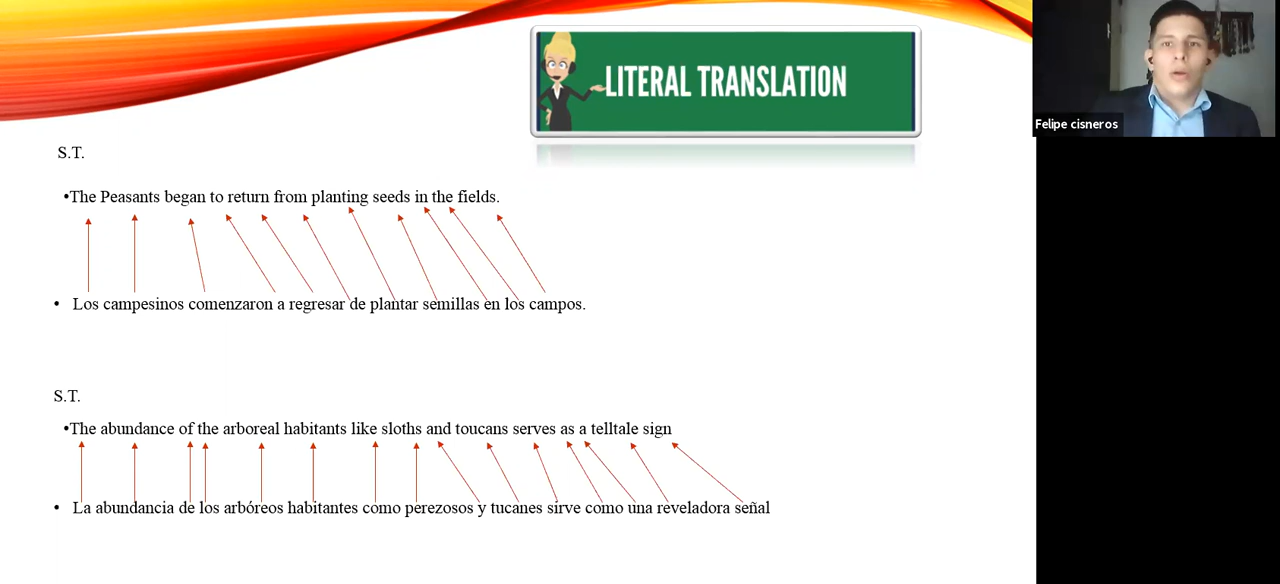 LITERAL TRANSLATION
Felipe cisneros
S.T.
•The Peasants began to return from planting seeds in the fields.
• Los campesinos comenzaron a regresar de plantar semillas en los campos.
S.T.
•The abundance of the arboreal habitants like sloths and toucans serves as a telltale sign
• La abundancia de los arbóreos habitantes como perezosos y tucanes sirve como una reveladora señal